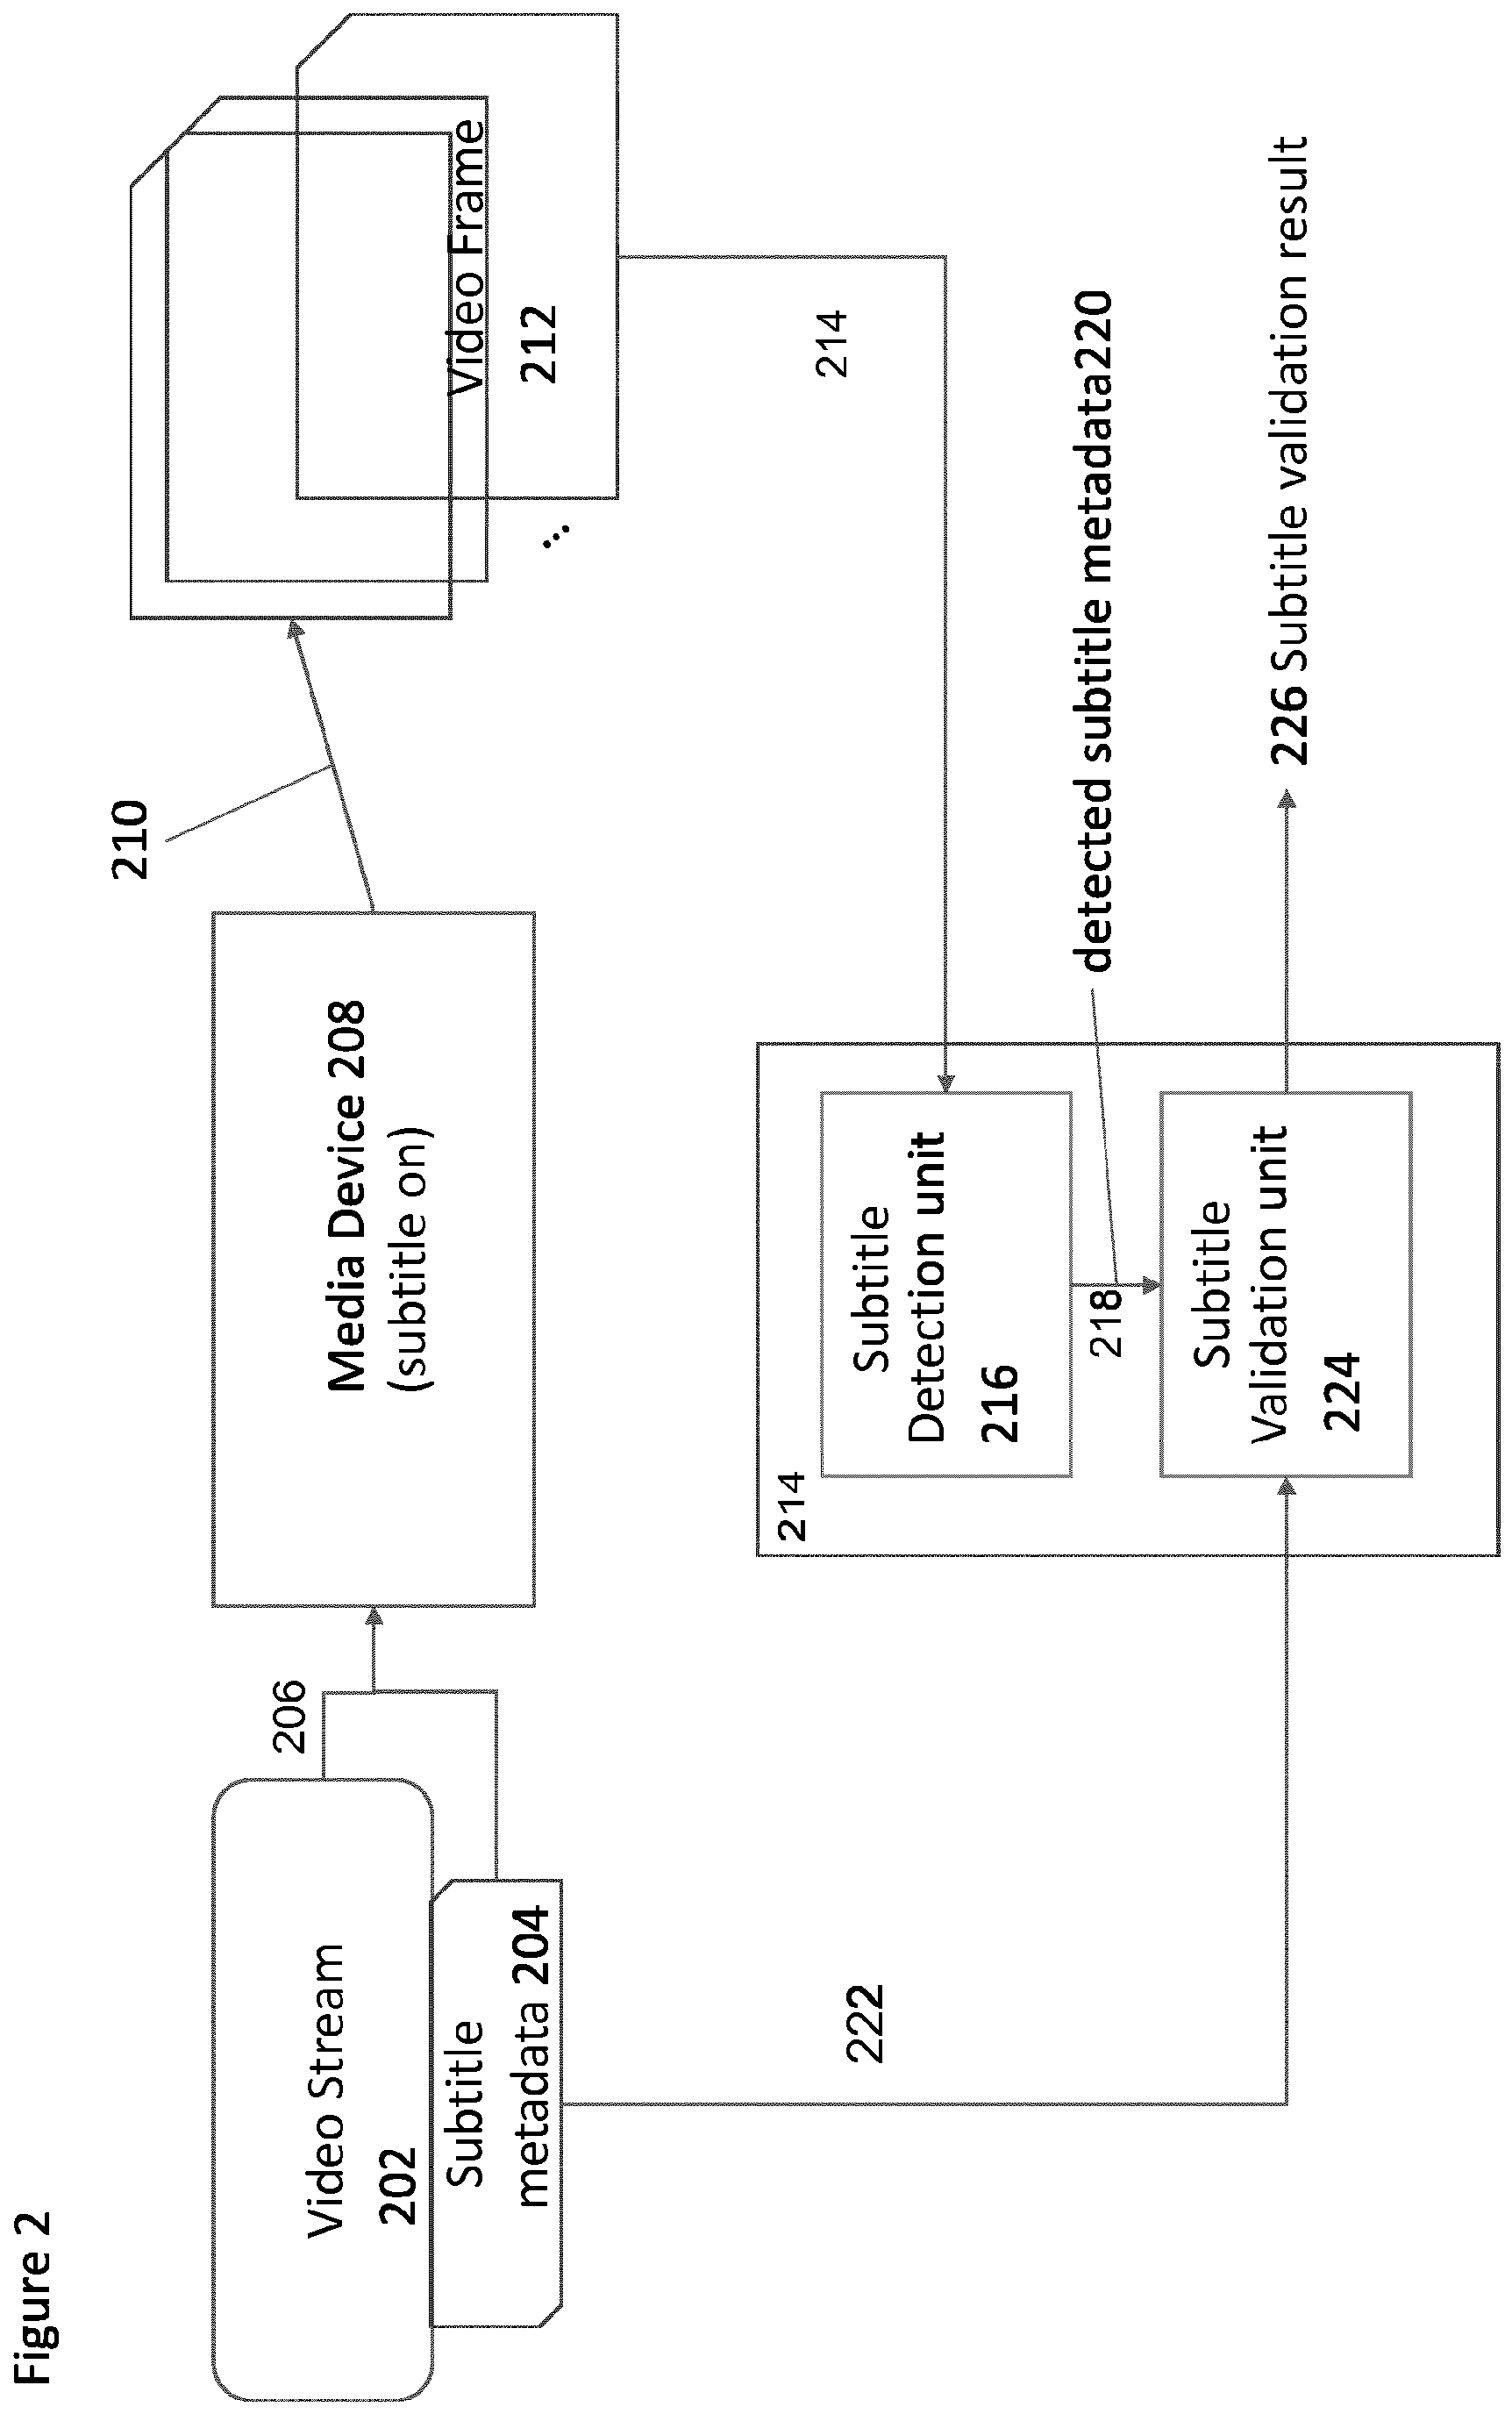 Figure 2
Video Stream
202
Subtitle
metadata 204
206
Media Device 208
(subtitle on)
210
Video Frame
212
...
214
222
214
Subtitle
Detection unit
216
218
detected subtitle metadata220
Subtitle
Validation unit
224
226 Subtitle validation result